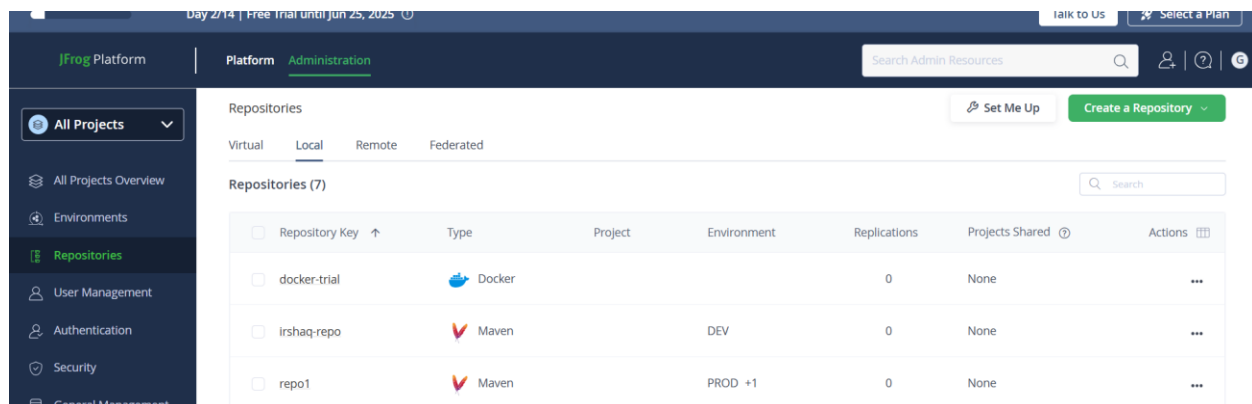 Day 2/14 | Free Trial until Jun 25, 2025
Talk to Us
Select a Plan
JFrog Platform
Platform Administration
Search Admin Resources
G
All Projects
Repositories
Set Me Up
Create a Repository
Virtual Local Remote Federated
All Projects Overview
Repositories (7)
Search
Environments
Repository Key Type Project Environment Replications Projects Shared Actions
Repositories
docker-trial Docker 0 None
User Management
Authentication
irshaq-repo Maven DEV 0 None
Security
repo1 Maven PROD +1 0 None
General Management